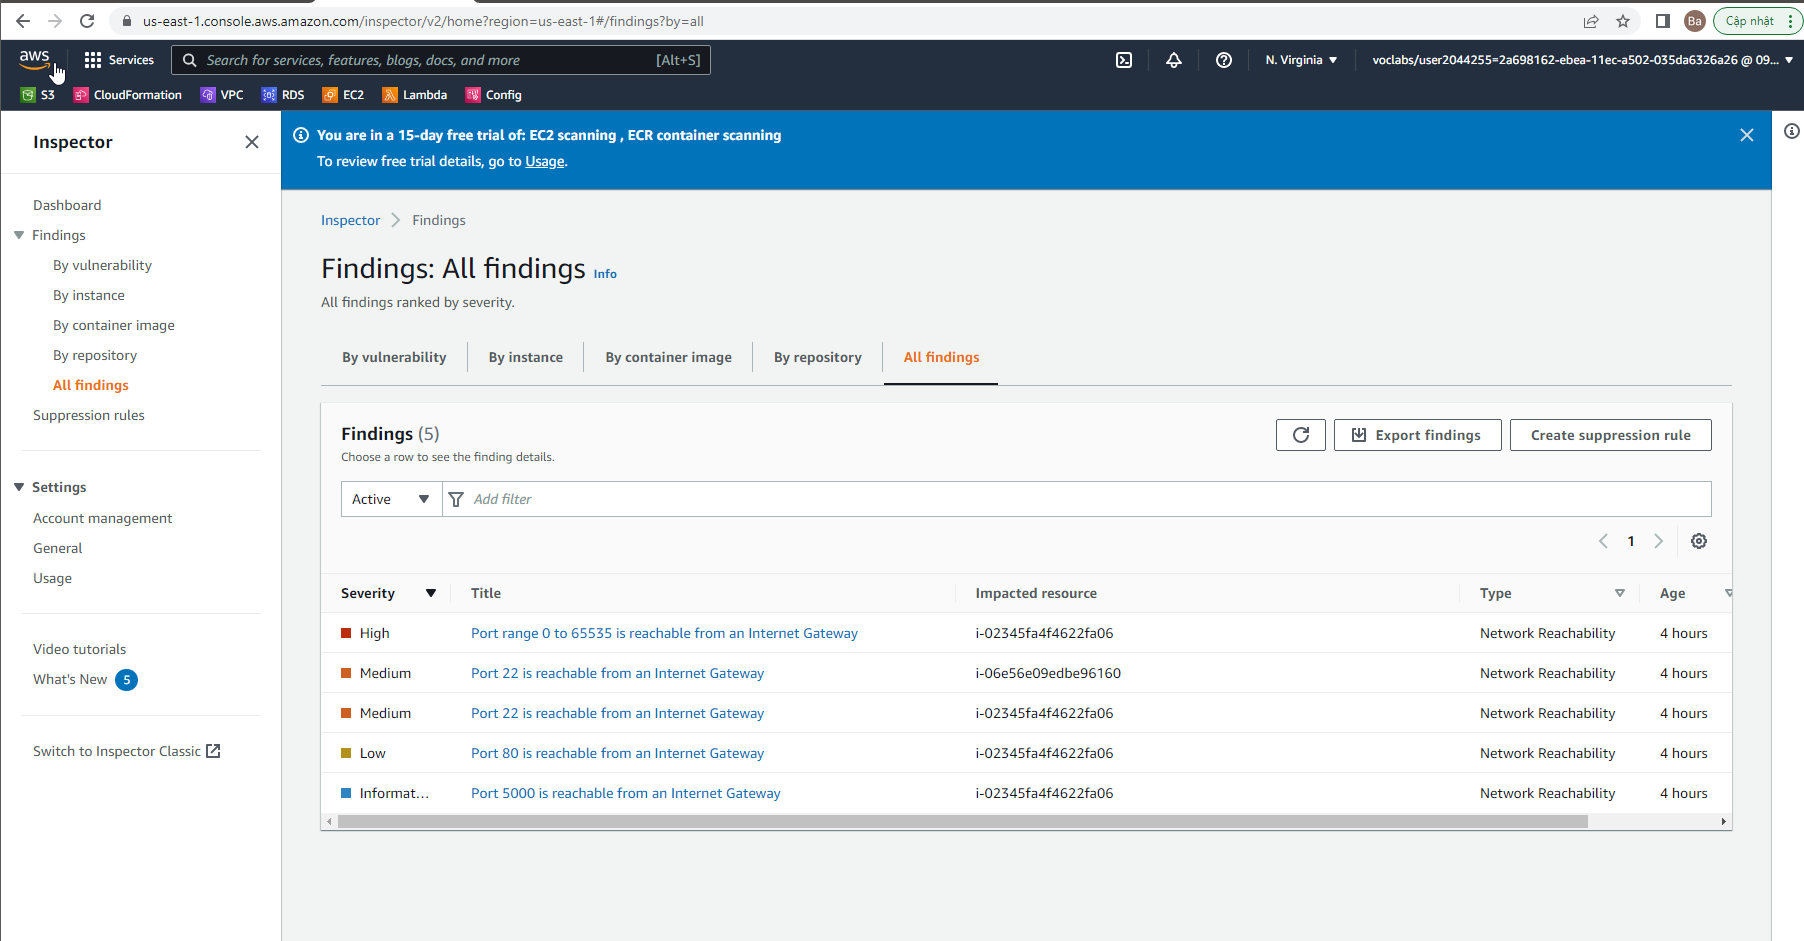 us-east-1.console.aws.amazon.com/inspector/v2/home?region=us-east-1#/findings?by=all
Ba
Cập nhật
aws
Services
Search for services, features, blogs, docs, and more
[Alt+S]
N. Virginia
voclabs/user2044255=2a698162-ebea-11ec-a502-035da6326a26 @ 09...
S3
CloudFormation
VPC
RDS
EC2
Lambda
Config
Inspector
Dashboard
Findings
By vulnerability
By instance
By container image
By repository
All findings
Suppression rules
Settings
Account management
General
Usage
Video tutorials
What's New 5
Switch to Inspector Classic
You are in a 15-day free trial of: EC2 scanning , ECR container scanning
To review free trial details, go to Usage.
Inspector > Findings
Findings: All findings Info
All findings ranked by severity.
By vulnerability
By instance
By container image
By repository
All findings
Findings (5)
Choose a row to see the finding details.
Export findings
Create suppression rule
Active
Add filter
1
Severity Title Impacted resource Type Age
High Port range 0 to 65535 is reachable from an Internet Gateway i-02345fa4f4622fa06 Network Reachability 4 hours
Medium Port 22 is reachable from an Internet Gateway i-06e56e09edbe96160 Network Reachability 4 hours
Medium Port 22 is reachable from an Internet Gateway i-02345fa4f4622fa06 Network Reachability 4 hours
Low Port 80 is reachable from an Internet Gateway i-02345fa4f4622fa06 Network Reachability 4 hours
Informat... Port 5000 is reachable from an Internet Gateway i-02345fa4f4622fa06 Network Reachability 4 hours